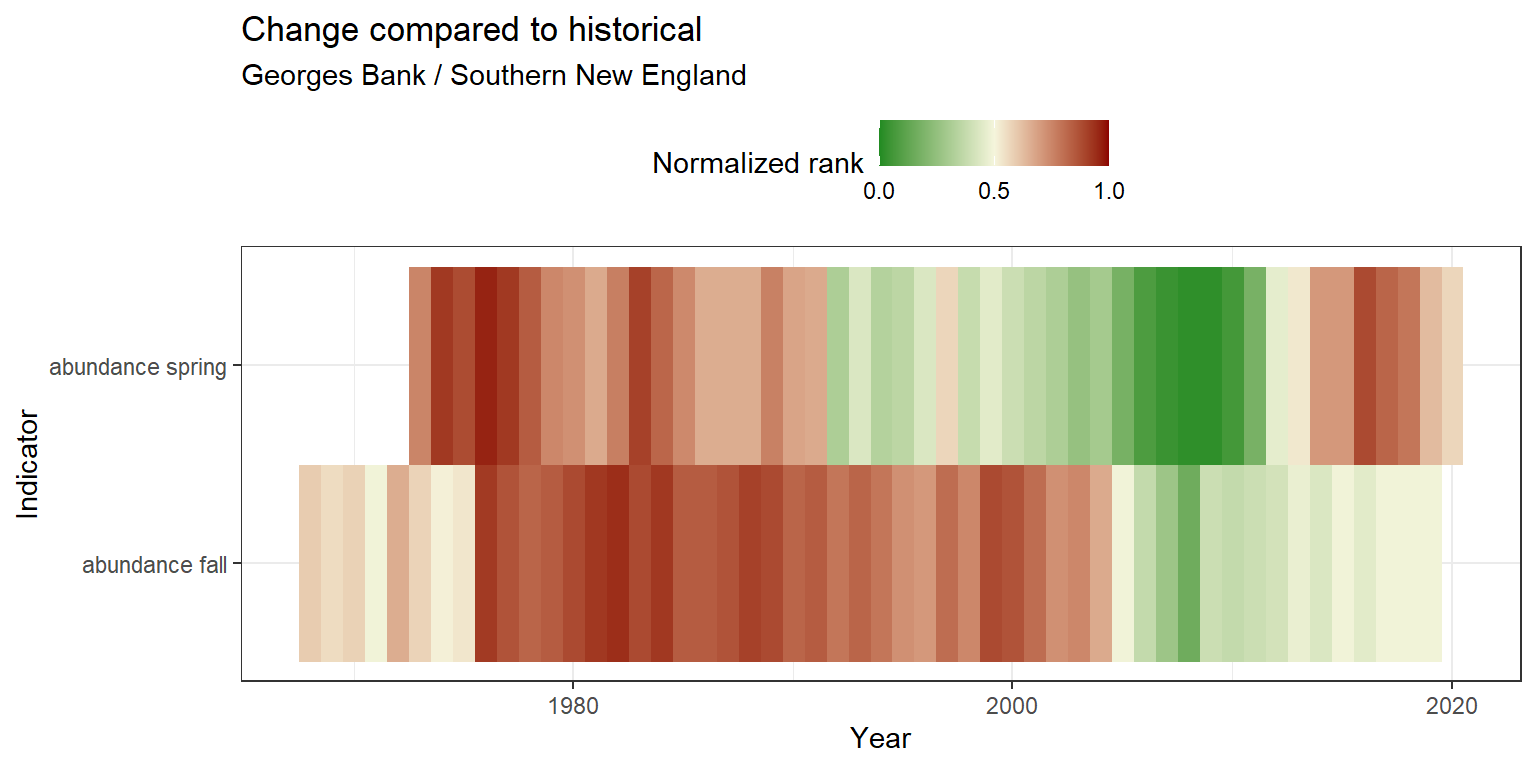 Change compared to historical
Georges Bank / Southern New England
Normalized rank
0.0 0.5 1.0
abundance spring
abundance fall
Indicator
1980 2000 2020
Year